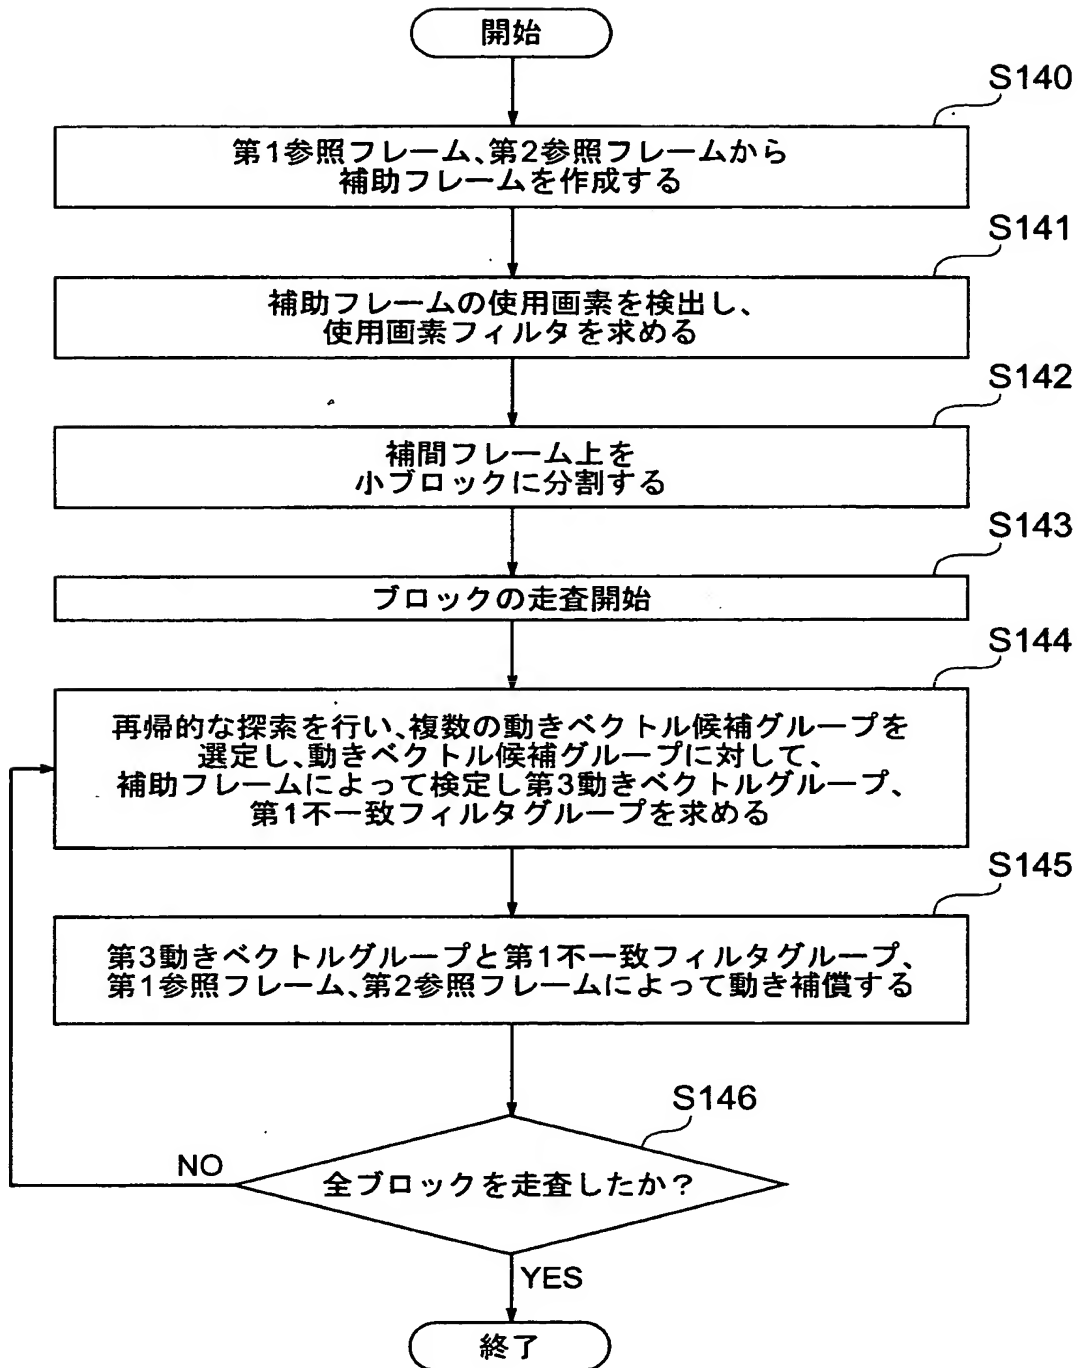 開始
S140
第1参照フレーム、第2参照フレームから
補助フレームを作成する
S141
補助フレームの使用画素を検出し、
使用画素フィルタを求める
S142
補間フレーム上を
小ブロックに分割する
S143
ブロックの走査開始
S144
再帰的な探索を行い、複数の動きベクトル候補グループを
選定し、動きベクトル候補グループに対して、
補助フレームによって検定し第3動きベクトルグループ、
第1不一致フィルタグループを求める
S145
第3動きベクトルグループと第1不一致フィルタグループ、
第1参照フレーム、第2参照フレームによって動き補償する
S146
NO
全ブロックを走査したか?
YES
終了